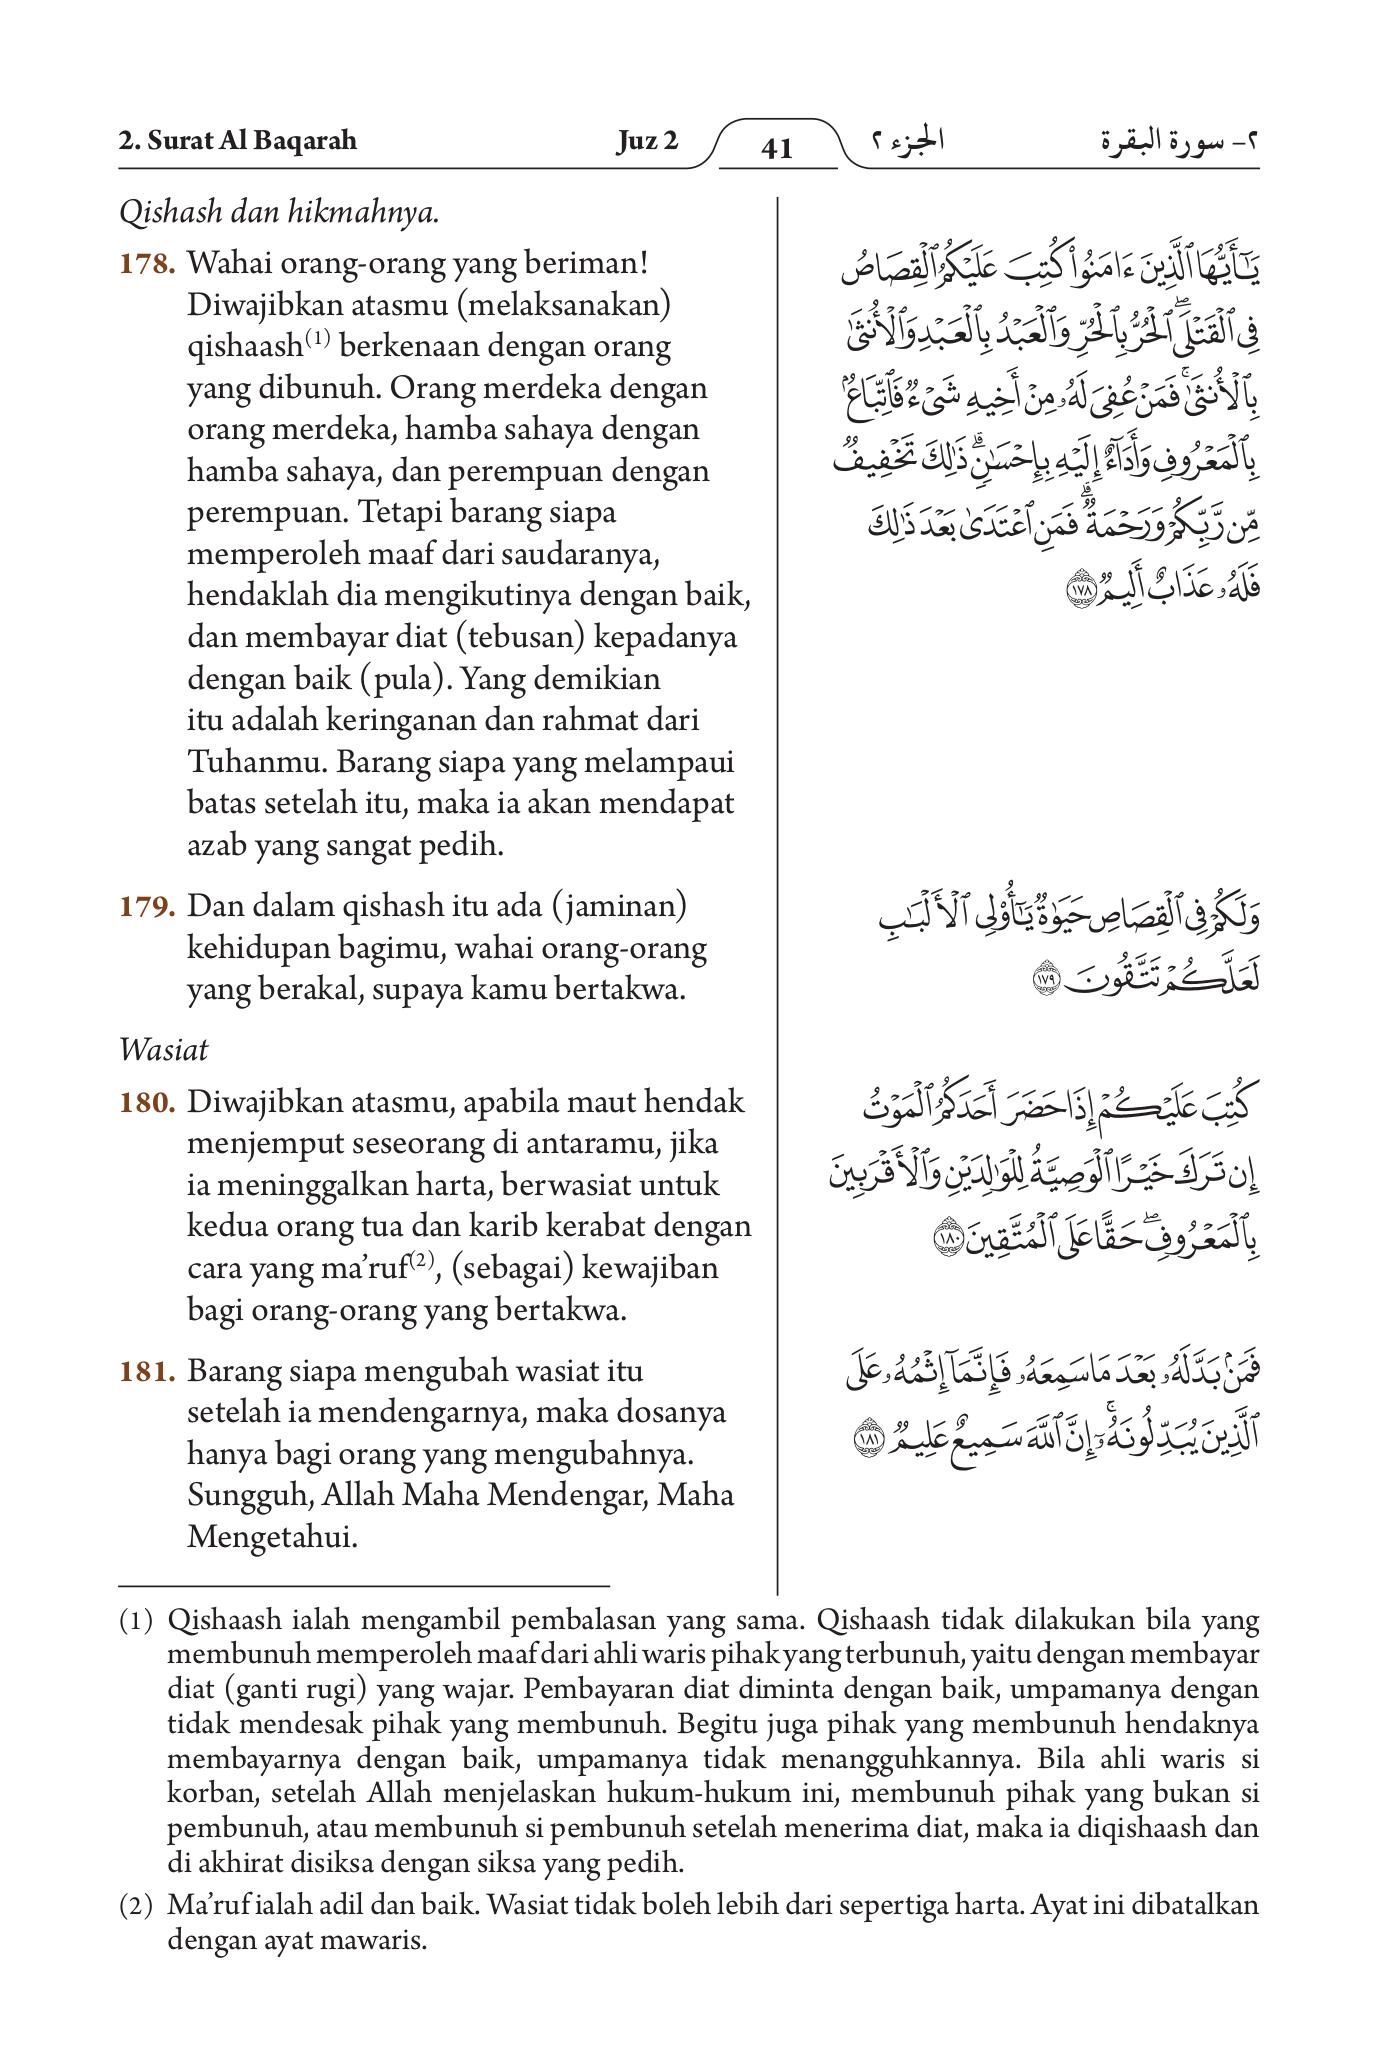 2. Surat Al Baqarah
Juz 2
41
الجزء ٢
٢- سورة البقرة
Qishash dan hikmahnya.
178. Wahai orang-orang yang beriman!
Diwajibkan atasmu (melaksanakan)
qishaash(1) berkenaan dengan orang
yang dibunuh. Orang merdeka dengan
orang merdeka, hamba sahaya dengan
hamba sahaya, dan perempuan dengan
perempuan. Tetapi barang siapa
memperoleh maaf dari saudaranya,
hendaklah dia mengikutinya dengan baik,
dan membayar diat (tebusan) kepadanya
dengan baik (pula). Yang demikian
itu adalah keringanan dan rahmat dari
Tuhanmu. Barang siapa yang melampaui
batas setelah itu, maka ia akan mendapat
azab yang sangat pedih.
179. Dan dalam qishash itu ada (jaminan)
kehidupan bagimu, wahai orang-orang
yang berakal, supaya kamu bertakwa.
Wasiat
180. Diwajibkan atasmu, apabila maut hendak
menjemput seseorang di antaramu, jika
ia meninggalkan harta, berwasiat untuk
kedua orang tua dan karib kerabat dengan
cara yang ma’ruf(2), (sebagai) kewajiban
bagi orang-orang yang bertakwa.
181. Barang siapa mengubah wasiat itu
setelah ia mendengarnya, maka dosanya
hanya bagi orang yang mengubahnya.
Sungguh, Allah Maha Mendengar, Maha
Mengetahui.
يَٰٓأَيُّهَا ٱلَّذِينَ ءَامَنُوا۟ كُتِبَ عَلَيْكُمُ ٱلْقِصَاصُ
فِى ٱلْقَتْلَى ۖ ٱلْحُرُّ بِٱلْحُرِّ وَٱلْعَبْدُ بِٱلْعَبْدِ وَٱلْأُنثَىٰ
بِٱلْأُنثَىٰ ۚ فَمَنْ عُفِىَ لَهُۥ مِنْ أَخِيهِ شَىْءٌ فَٱتِّبَاعٌۢ
بِٱلْمَعْرُوفِ وَأَدَآءٌ إِلَيْهِ بِإِحْسَٰنٍ ۗ ذَٰلِكَ تَخْفِيفٌ
مِّن رَّبِّكُمْ وَرَحْمَةٌ ۗ فَمَنِ ٱعْتَدَىٰ بَعْدَ ذَٰلِكَ
فَلَهُۥ عَذَابٌ أَلِيمٌ ١٧٨
وَلَكُمْ فِى ٱلْقِصَاصِ حَيَوٰةٌ يَٰٓأُو۟لِى ٱلْأَلْبَٰبِ
لَعَلَّكُمْ تَتَّقُونَ ١٧٩
كُتِبَ عَلَيْكُمْ إِذَا حَضَرَ أَحَدَكُمُ ٱلْمَوْتُ
إِن تَرَكَ خَيْرًا ٱلْوَصِيَّةُ لِلْوَٰلِدَيْنِ وَٱلْأَقْرَبِينَ
بِٱلْمَعْرُوفِ ۖ حَقًّا عَلَى ٱلْمُتَّقِينَ ١٨٠
فَمَنۢ بَدَّلَهُۥ بَعْدَ مَا سَمِعَهُۥ فَإِنَّمَآ إِثْمُهُۥ عَلَى
ٱلَّذِينَ يُبَدِّلُونَهُۥٓ ۚ إِنَّ ٱللَّهَ سَمِيعٌ عَلِيمٌ ١٨١
(1) Qishaash ialah mengambil pembalasan yang sama. Qishaash tidak dilakukan bila yang
membunuh memperoleh maaf dari ahli waris pihak yang terbunuh, yaitu dengan membayar
diat (ganti rugi) yang wajar. Pembayaran diat diminta dengan baik, umpamanya dengan
tidak mendesak pihak yang membunuh. Begitu juga pihak yang membunuh hendaknya
membayarnya dengan baik, umpamanya tidak menangguhkannya. Bila ahli waris si
korban, setelah Allah menjelaskan hukum-hukum ini, membunuh pihak yang bukan si
pembunuh, atau membunuh si pembunuh setelah menerima diat, maka ia diqishaash dan
di akhirat disiksa dengan siksa yang pedih.
(2) Ma’ruf ialah adil dan baik. Wasiat tidak boleh lebih dari sepertiga harta. Ayat ini dibatalkan
dengan ayat mawaris.